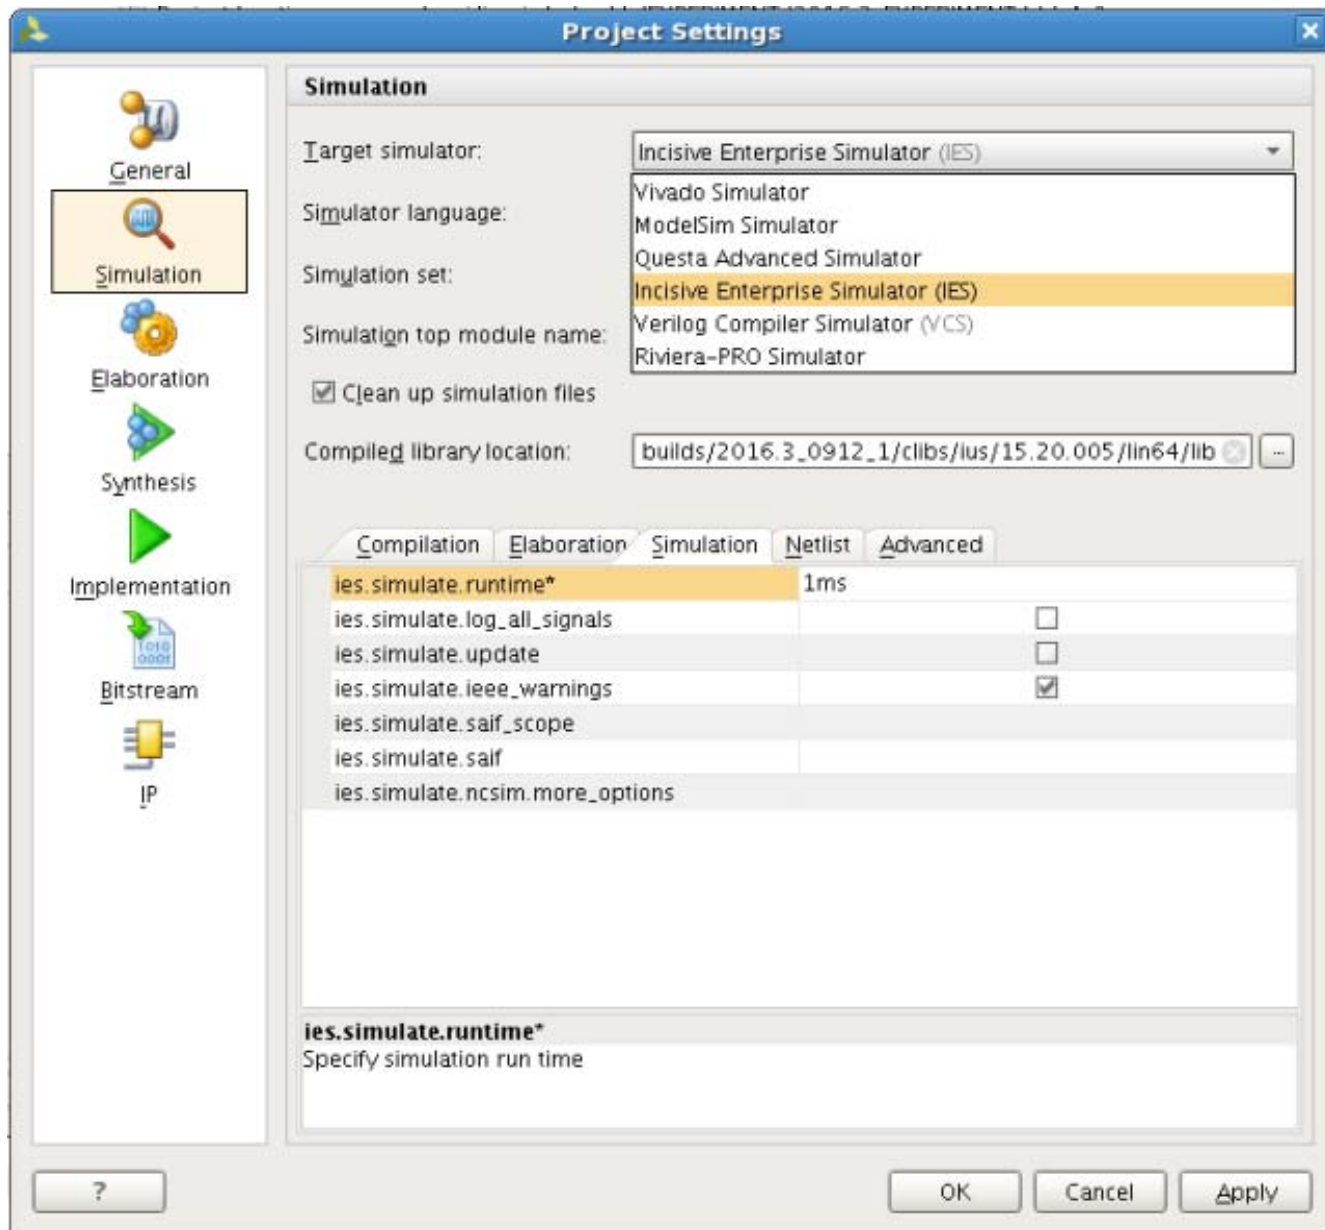 Project Settings
General
Simulation
Elaboration
Synthesis
Implementation
Bitstream
IP
Simulation
Target simulator: Incisive Enterprise Simulator (IES)
Vivado Simulator
Simulator language:
ModelSim Simulator
Questa Advanced Simulator
Simulation set:
Incisive Enterprise Simulator (IES)
Verilog Compiler Simulator (VCS)
Simulation top module name:
Riviera-PRO Simulator
Clean up simulation files
Compiled library location: builds/2016.3_0912_1/clibs/ius/15.20.005/lin64/lib ...
Compilation Elaboration Simulation Netlist Advanced
ies.simulate.runtime* 1ms
ies.simulate.log_all_signals
ies.simulate.update
ies.simulate.ieee_warnings
ies.simulate.saif_scope
ies.simulate.saif
ies.simulate.ncsim.more_options
ies.simulate.runtime*
Specify simulation run time
? OK Cancel Apply